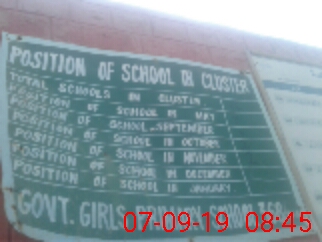 POSITION OF SCHOOL IN CLUSTER
TOTAL SCHOOLS IN CLUSTER
POSITION OF SCHOOL IN MAY
POSITION OF SCHOOL SEPTEMBER
POSITION OF SCHOOL IN OCTOBER
POSITION OF SCHOOL IN NOVEMBER
POSITION OF SCHOOL IN DECEMBER
POSITION OF SCHOOL IN JANUARY
GOVT. GIRLS PRIMARY SCHOOL
07-09-19 08:45